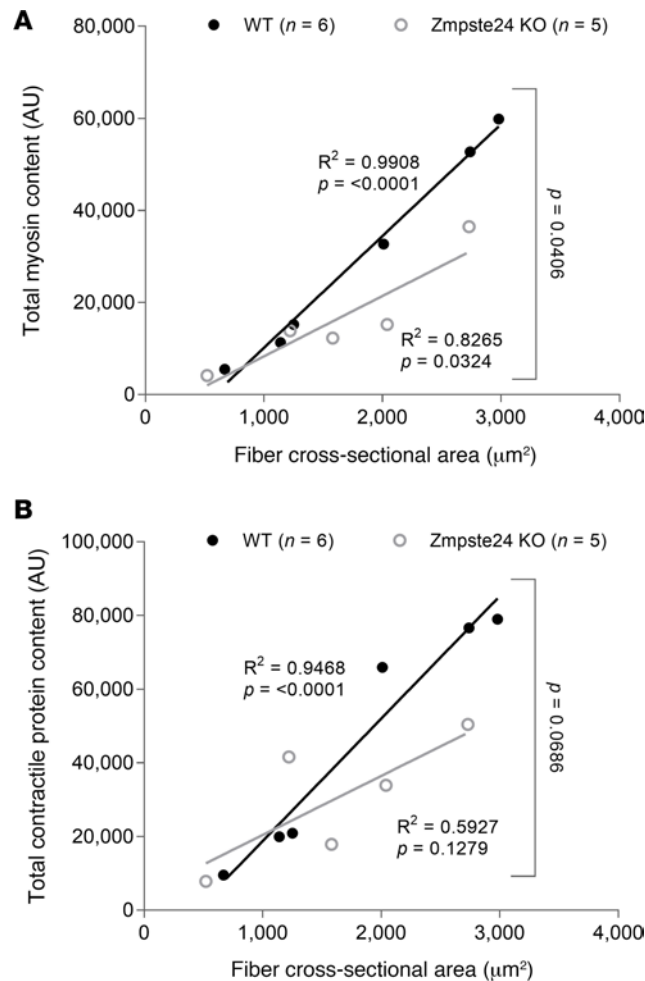 A
WT (n = 6)
Zmpste24 KO (n = 5)
80,000
60,000
40,000
20,000
0
Total myosin content (AU)
R² = 0.9908
p = <0.0001
R² = 0.8265
p = 0.0324
p = 0.0406
0
1,000
2,000
3,000
4,000
Fiber cross-sectional area (μm²)
B
WT (n = 6)
Zmpste24 KO (n = 5)
100,000
80,000
60,000
40,000
20,000
0
Total contractile protein content (AU)
R² = 0.9468
p = <0.0001
R² = 0.5927
p = 0.1279
p = 0.0686
0
1,000
2,000
3,000
4,000
Fiber cross-sectional area (μm²)